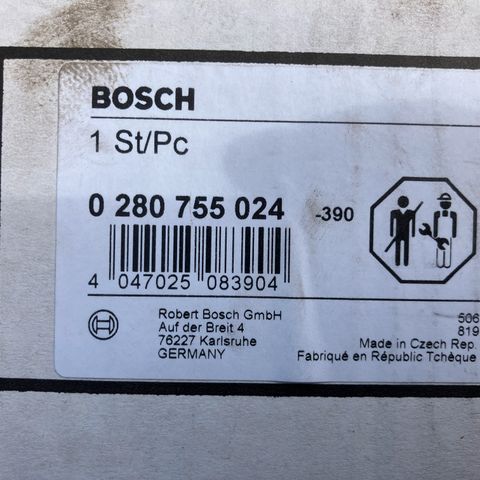 BOSCH
1 St/Pc
0 280 755 024 -390
4 047025 083904
Robert Bosch GmbH
Auf der Breit 4
76227 Karlsruhe
GERMANY
506
819
Made in Czech Rep.
Fabriqué en Républic Tchèque